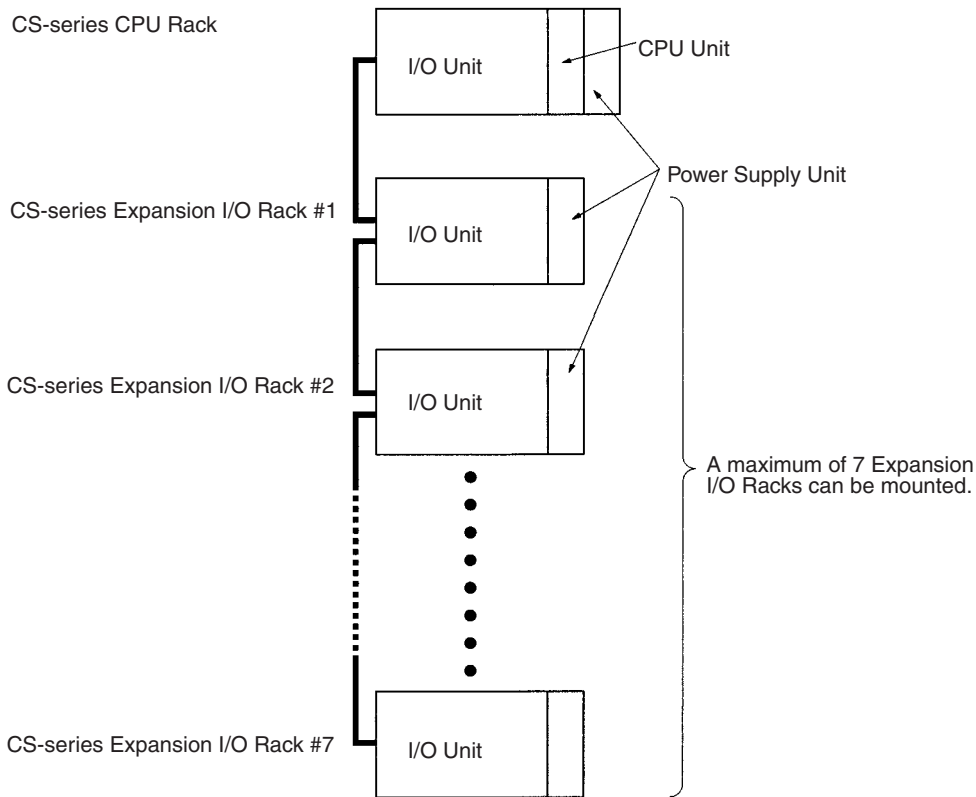 CS-series CPU Rack
I/O Unit
CPU Unit
Power Supply Unit
CS-series Expansion I/O Rack #1
I/O Unit
CS-series Expansion I/O Rack #2
I/O Unit
A maximum of 7 Expansion
I/O Racks can be mounted.
CS-series Expansion I/O Rack #7
I/O Unit